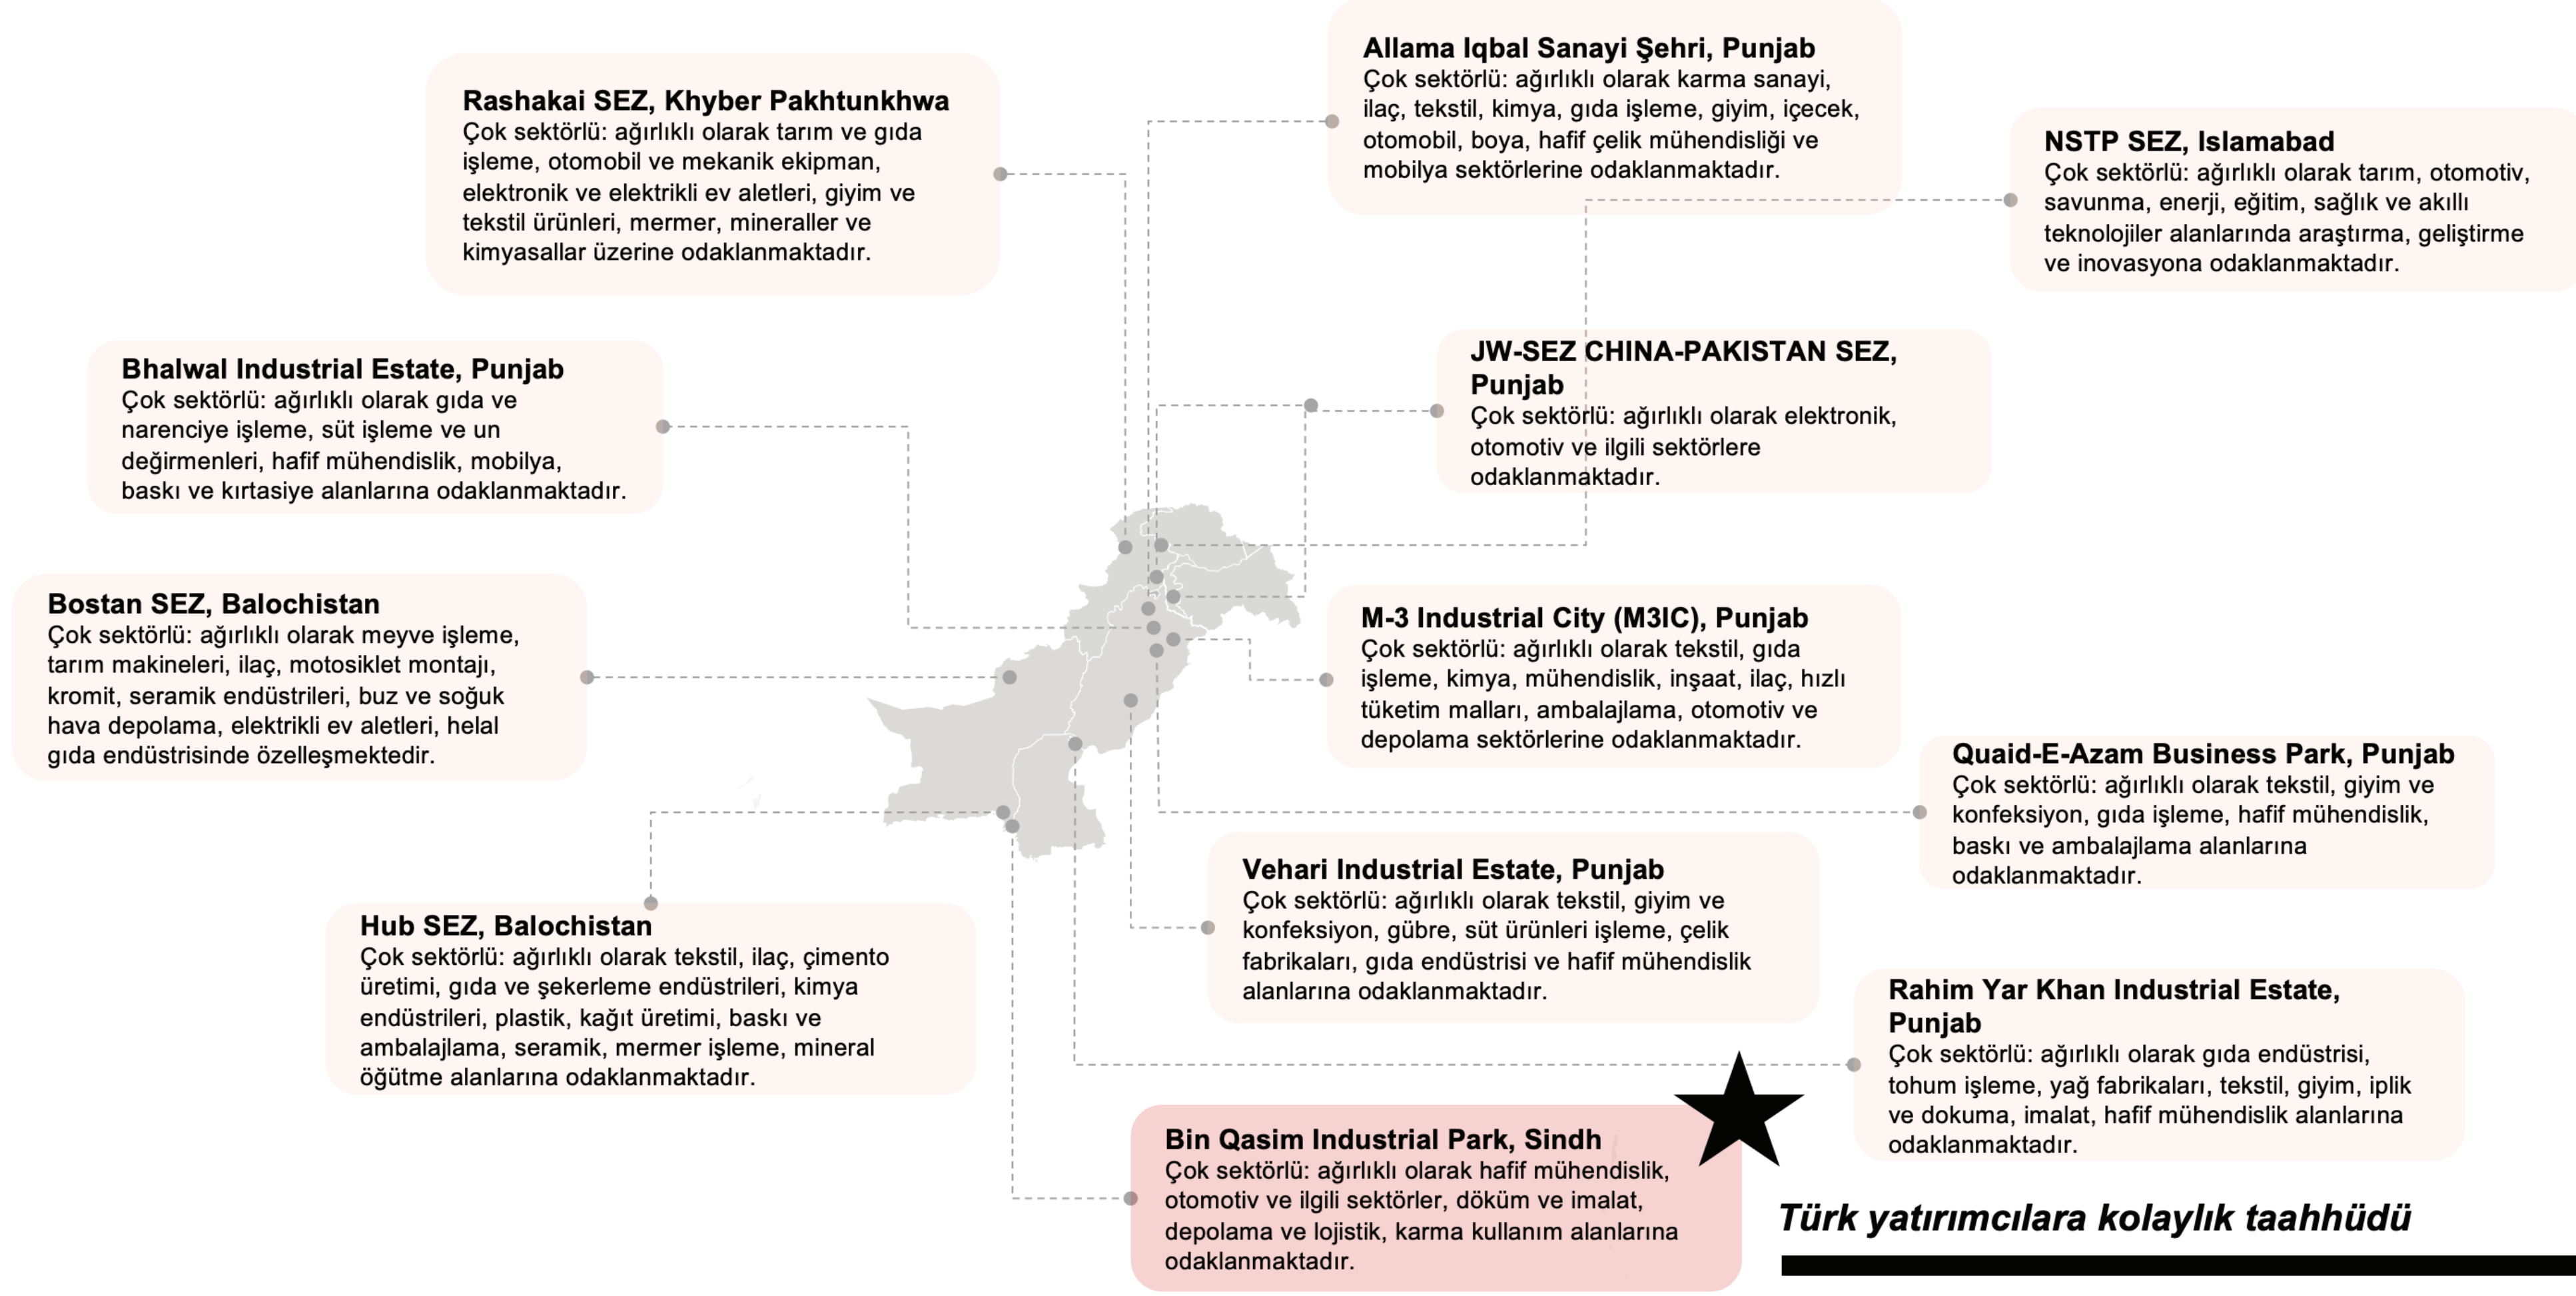 Allama Iqbal Sanayi Şehri, Punjab
Çok sektörlü: ağırlıklı olarak karma sanayi,
ilaç, tekstil, kimya, gıda işleme, giyim, içecek,
otomobil, boya, hafif çelik mühendisliği ve
mobilya sektörlerine odaklanmaktadır.
Rashakai SEZ, Khyber Pakhtunkhwa
Çok sektörlü: ağırlıklı olarak tarım ve gıda
işleme, otomobil ve mekanik ekipman,
elektronik ve elektrikli ev aletleri, giyim ve
tekstil ürünleri, mermer, mineraller ve
kimyasallar üzerine odaklanmaktadır.
NSTP SEZ, Islamabad
Çok sektörlü: ağırlıklı olarak tarım, otomotiv,
savunma, enerji, eğitim, sağlık ve akıllı
teknolojiler alanlarında araştırma, geliştirme
ve inovasyona odaklanmaktadır.
Bhalwal Industrial Estate, Punjab
Çok sektörlü: ağırlıklı olarak gıda ve
narenciye işleme, süt işleme ve un
değirmenleri, hafif mühendislik, mobilya,
baskı ve kırtasiye alanlarına odaklanmaktadır.
JW-SEZ CHINA-PAKISTAN SEZ,
Punjab
Çok sektörlü: ağırlıklı olarak elektronik,
otomotiv ve ilgili sektörlere
odaklanmaktadır.
Bostan SEZ, Balochistan
Çok sektörlü: ağırlıklı olarak meyve işleme,
tarım makineleri, ilaç, motosiklet montajı,
kromit, seramik endüstrileri, buz ve soğuk
hava depolama, elektrikli ev aletleri, helal
gıda endüstrisinde özelleşmektedir.
M-3 Industrial City (M3IC), Punjab
Çok sektörlü: ağırlıklı olarak tekstil, gıda
işleme, kimya, mühendislik, inşaat, ilaç, hızlı
tüketim malları, ambalajlama, otomotiv ve
depolama sektörlerine odaklanmaktadır.
Quaid-E-Azam Business Park, Punjab
Çok sektörlü: ağırlıklı olarak tekstil, giyim ve
konfeksiyon, gıda işleme, hafif mühendislik,
baskı ve ambalajlama alanlarına
odaklanmaktadır.
Hub SEZ, Balochistan
Çok sektörlü: ağırlıklı olarak tekstil, ilaç, çimento
üretimi, gıda ve şekerleme endüstrileri, kimya
endüstrileri, plastik, kağıt üretimi, baskı ve
ambalajlama, seramik, mermer işleme, mineral
öğütme alanlarına odaklanmaktadır.
Vehari Industrial Estate, Punjab
Çok sektörlü: ağırlıklı olarak tekstil, giyim ve
konfeksiyon, gübre, süt ürünleri işleme, çelik
fabrikaları, gıda endüstrisi ve hafif mühendislik
alanlarına odaklanmaktadır.
Rahim Yar Khan Industrial Estate,
Punjab
Çok sektörlü: ağırlıklı olarak gıda endüstrisi,
tohum işleme, yağ fabrikaları, tekstil, giyim, iplik
ve dokuma, imalat, hafif mühendislik alanlarına
odaklanmaktadır.
Bin Qasim Industrial Park, Sindh
Çok sektörlü: ağırlıklı olarak hafif mühendislik,
otomotiv ve ilgili sektörler, döküm ve imalat,
depolama ve lojistik, karma kullanım alanlarına
odaklanmaktadır.
Türk yatırımcılara kolaylık taahhüdü